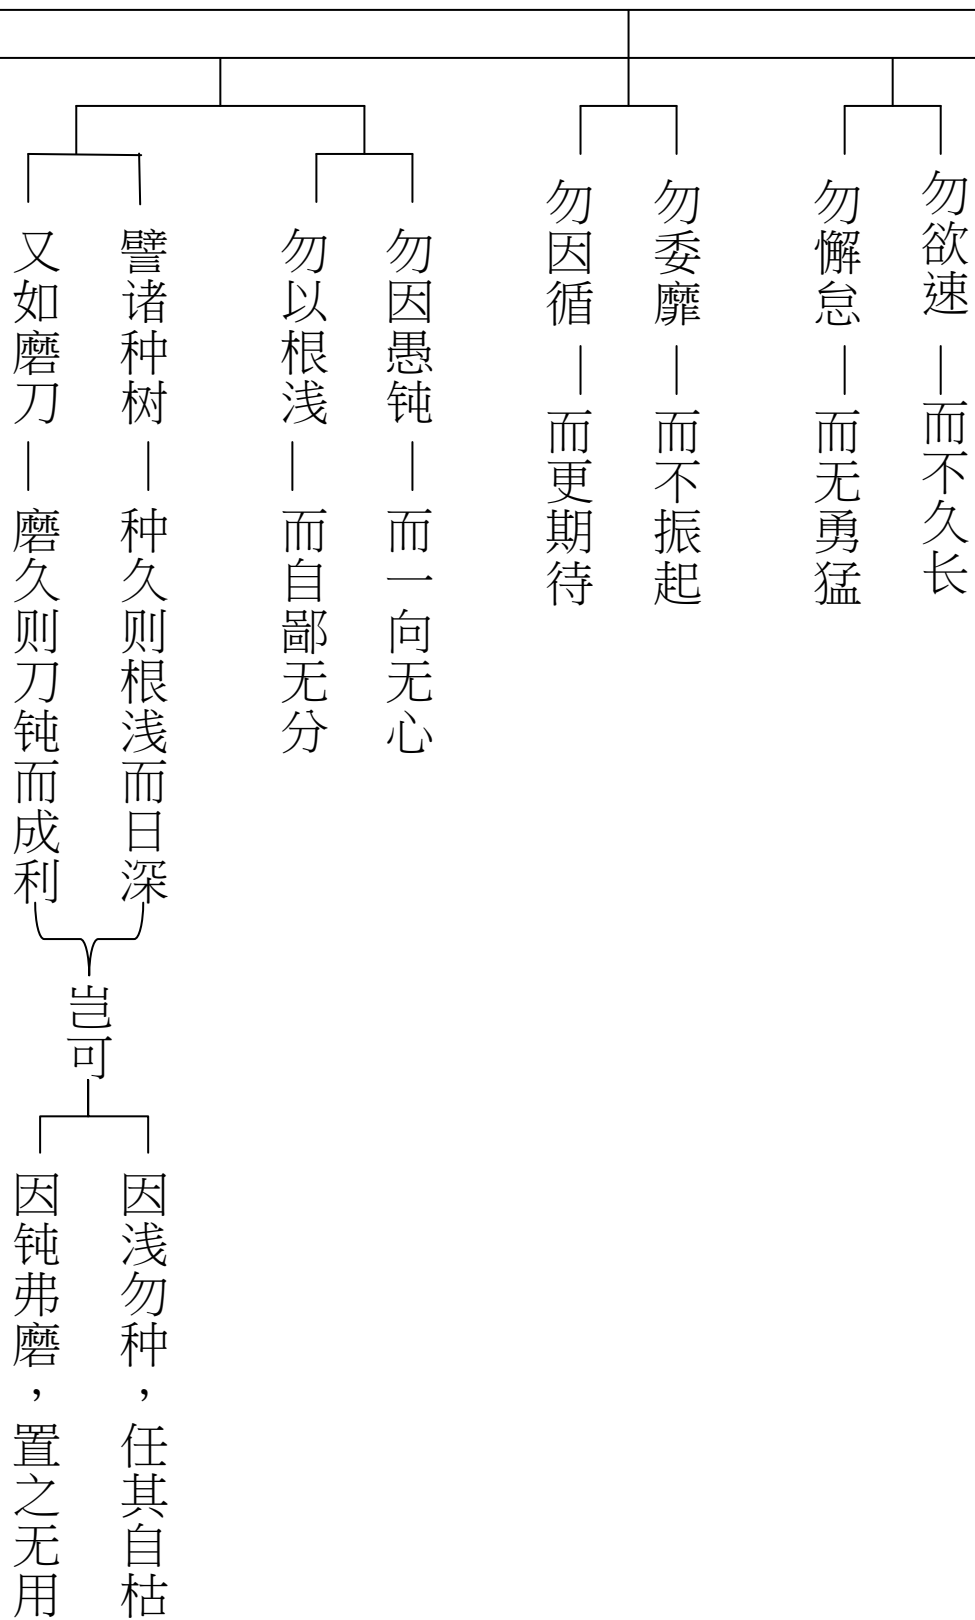 勿欲速 — 而不久长
勿懈怠 — 而无勇猛
勿委靡 — 而不振起
勿因循 — 而更期待
勿因愚钝 — 而一向无心
勿以根浅 — 而自鄙无分
譬诸种树 — 种久则根浅而日深
又如磨刀 — 磨久则刀钝而成利
岂可
因浅勿种，任其自枯
因钝弗磨，置之无用